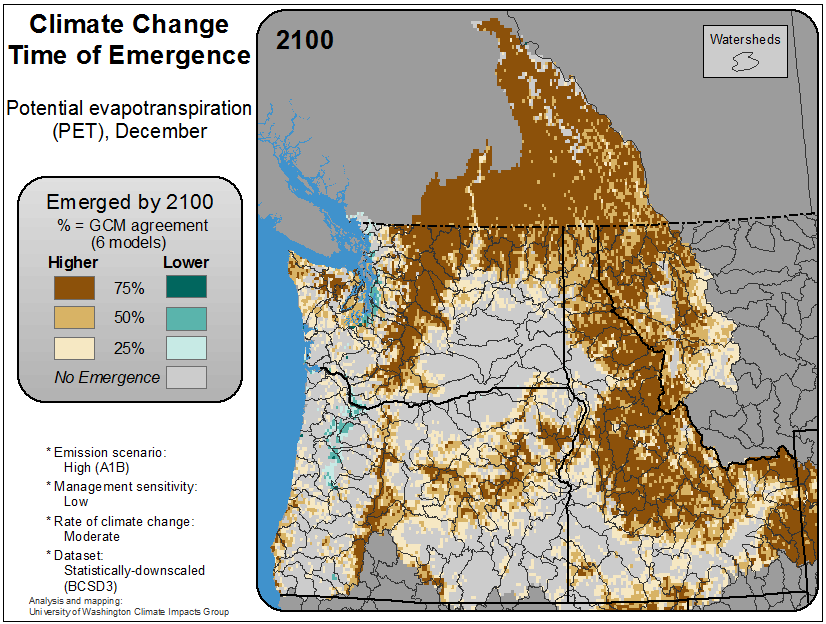 Climate Change
Time of Emergence
Potential evapotranspiration
(PET), December
Emerged by 2100
% = GCM agreement
(6 models)
Higher Lower
75%
50%
25%
No Emergence
* Emission scenario:
High (A1B)
* Management sensitivity:
Low
* Rate of climate change:
Moderate
* Dataset:
Statistically-downscaled
(BCSD3)
Analysis and mapping:
University of Washington Climate Impacts Group
2100
Watersheds